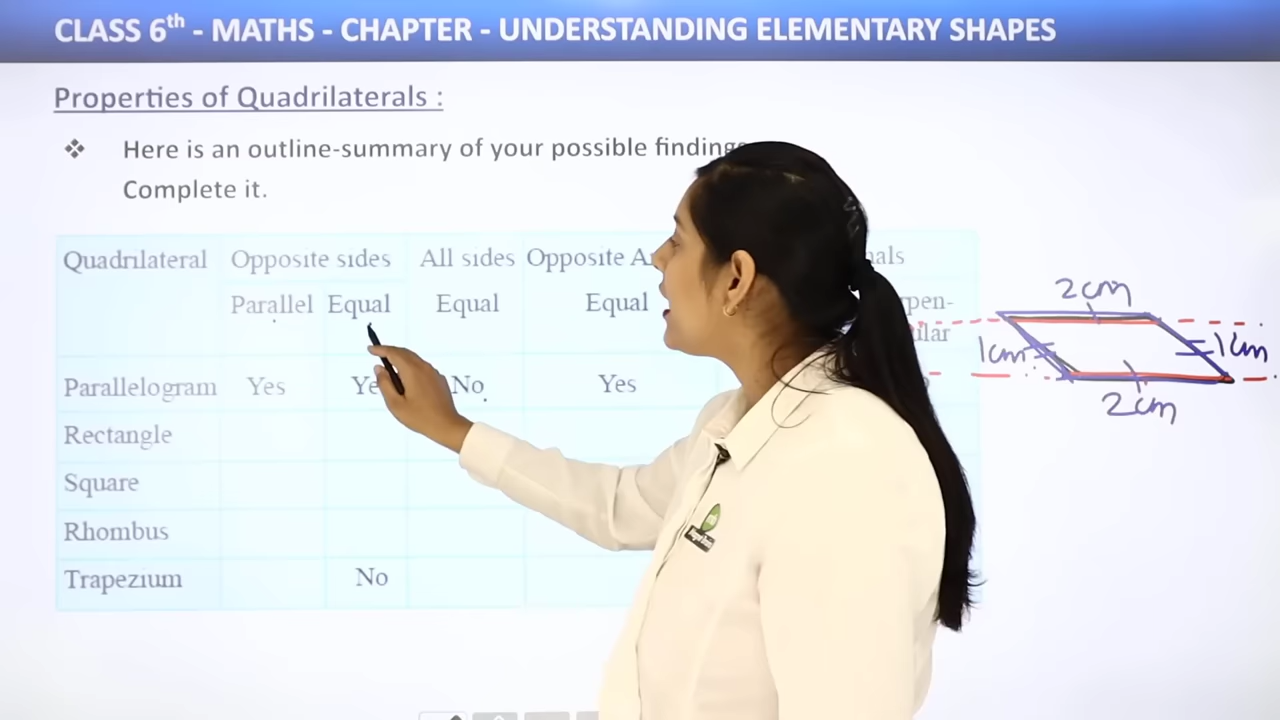 CLASS 6th - MATHS - CHAPTER - UNDERSTANDING ELEMENTARY SHAPES
Properties of Quadrilaterals :
❖ Here is an outline-summary of your possible findings
Complete it.
Quadrilateral Opposite sides All sides Opposite
Parallel Equal Equal Equal
Parallelogram Yes No Yes
Rectangle
Square
Rhombus
Trapezium No
2cm
1cm 1cm
2cm